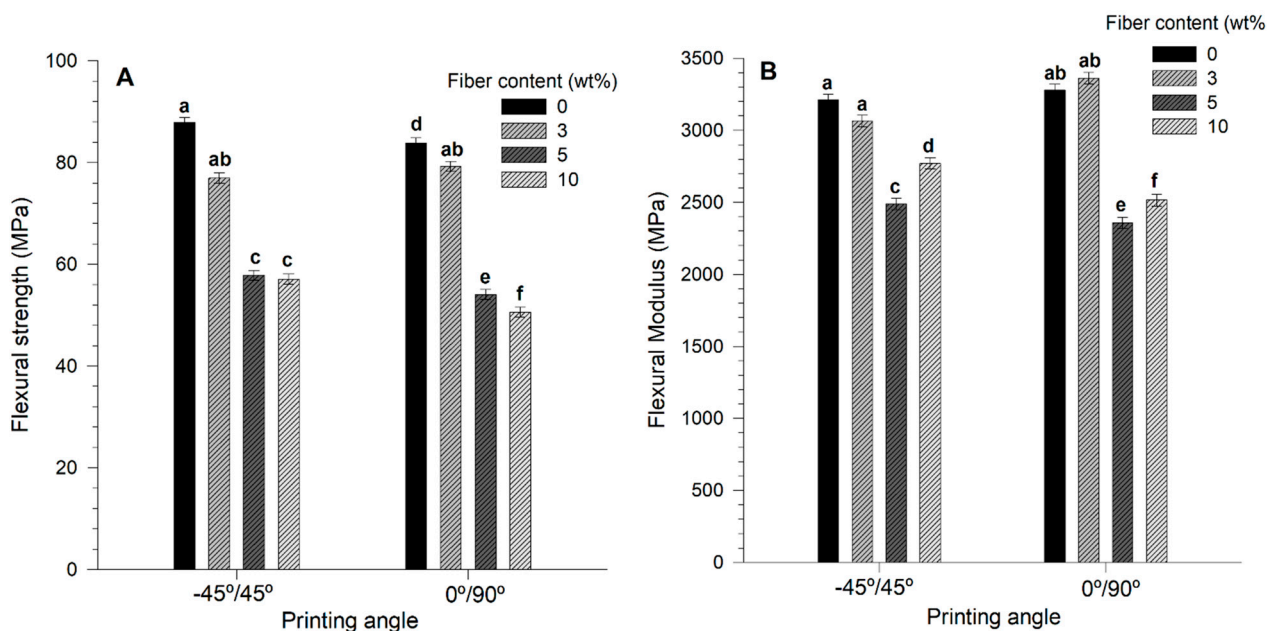 A
Fiber content (wt%)
0
3
5
10
100
80
60
40
20
0
Flexural strength (MPa)
a
ab
c
c
d
ab
e
f
-45º/45º
0º/90º
Printing angle
B
Fiber content (wt%
0
3
5
10
3500
3000
2500
2000
1500
1000
500
0
Flexural Modulus (MPa)
a
a
c
d
ab
ab
e
f
-45º/45º
0º/90º
Printing angle